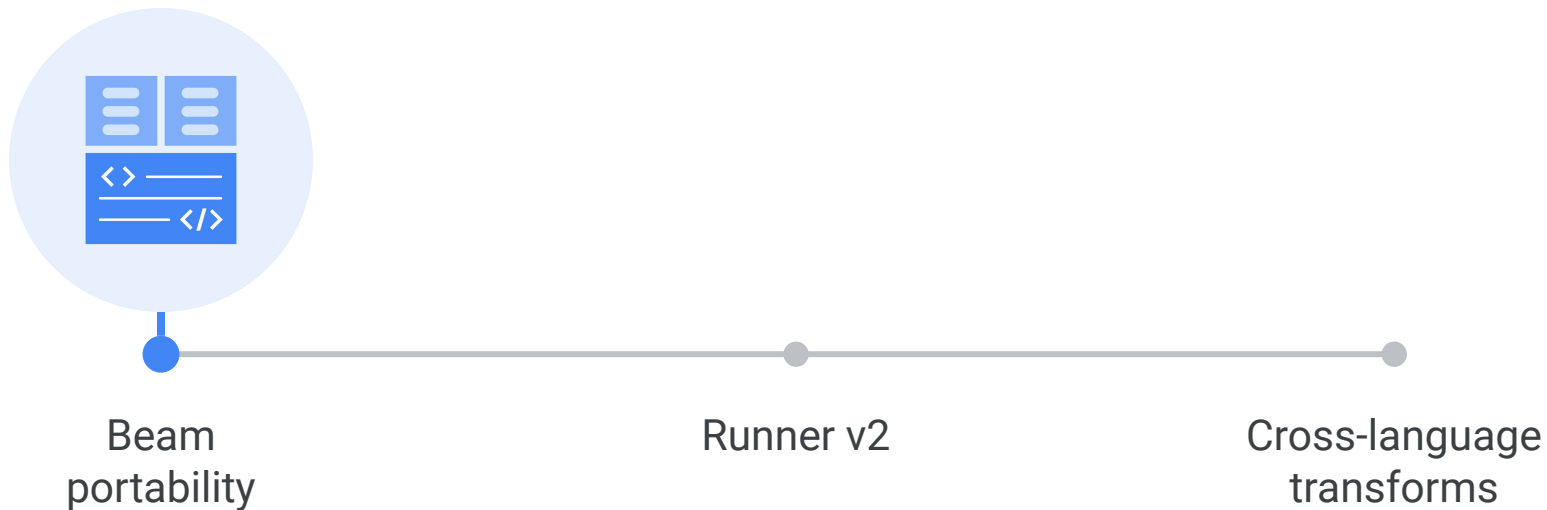 Beam
portability
Runner v2
Cross-language
transforms